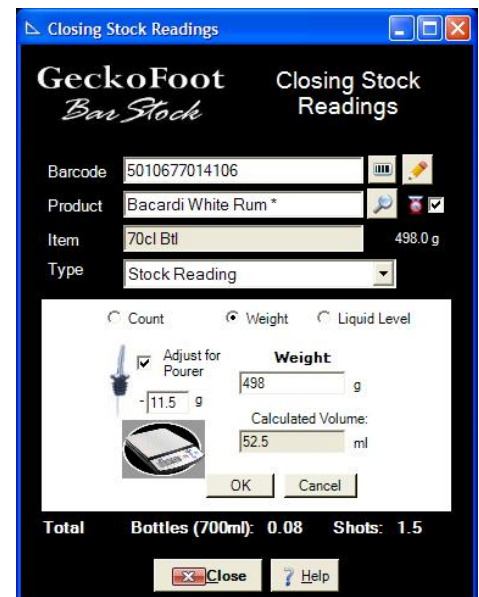 Closing Stock Readings
GeckoFoot
Bar Stock
Closing Stock
Readings
Barcode 5010677014106
Product Bacardi White Rum *
Item 70cl Btl 498.0 g
Type Stock Reading
Count Weight Liquid Level
Adjust for
Pourer
Weight
498 g
- 11.5 g
Calculated Volume:
52.5 ml
OK Cancel
Total Bottles (700ml): 0.08 Shots: 1.5
Close ? Help